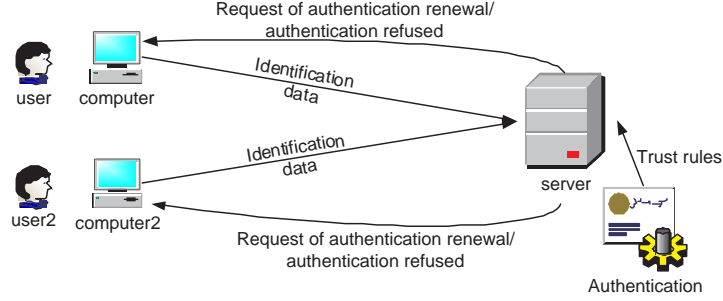 Request of authentication renewal/
authentication refused
Identification
data
user
computer
Identification
data
Trust rules
server
user2
computer2
Request of authentication renewal/
authentication refused
Authentication